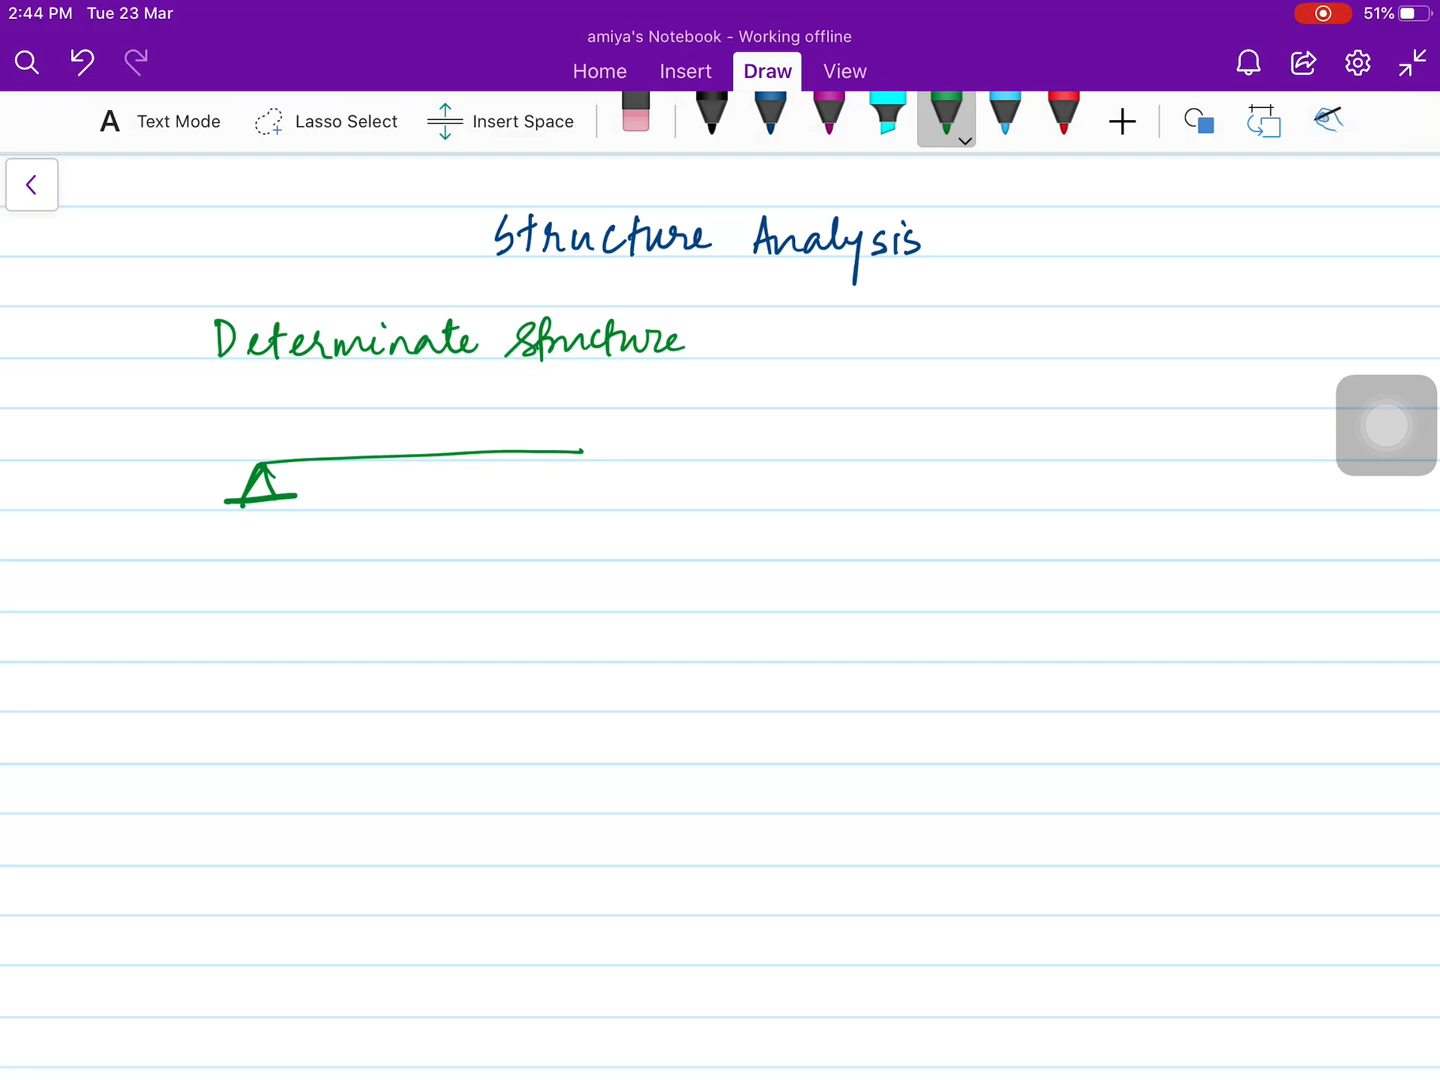 2:44 PM Tue 23 Mar 51%
amiya's Notebook - Working offline
Home Insert Draw View
A Text Mode Lasso Select Insert Space
Structure Analysis
Determinate Structure